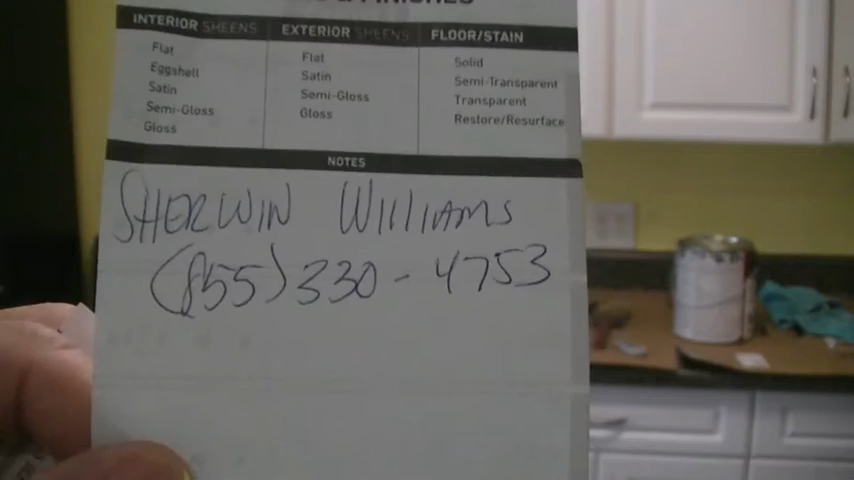 & FINISHES
INTERIOR SHEENS
Flat
Eggshell
Satin
Semi-Gloss
Gloss
EXTERIOR SHEENS
Flat
Satin
Semi-Gloss
Gloss
FLOOR/STAIN
Solid
Semi-Transparent
Transparent
Restore/Resurface
NOTES
SHERWIN WILLIAMS
(855) 330-4753